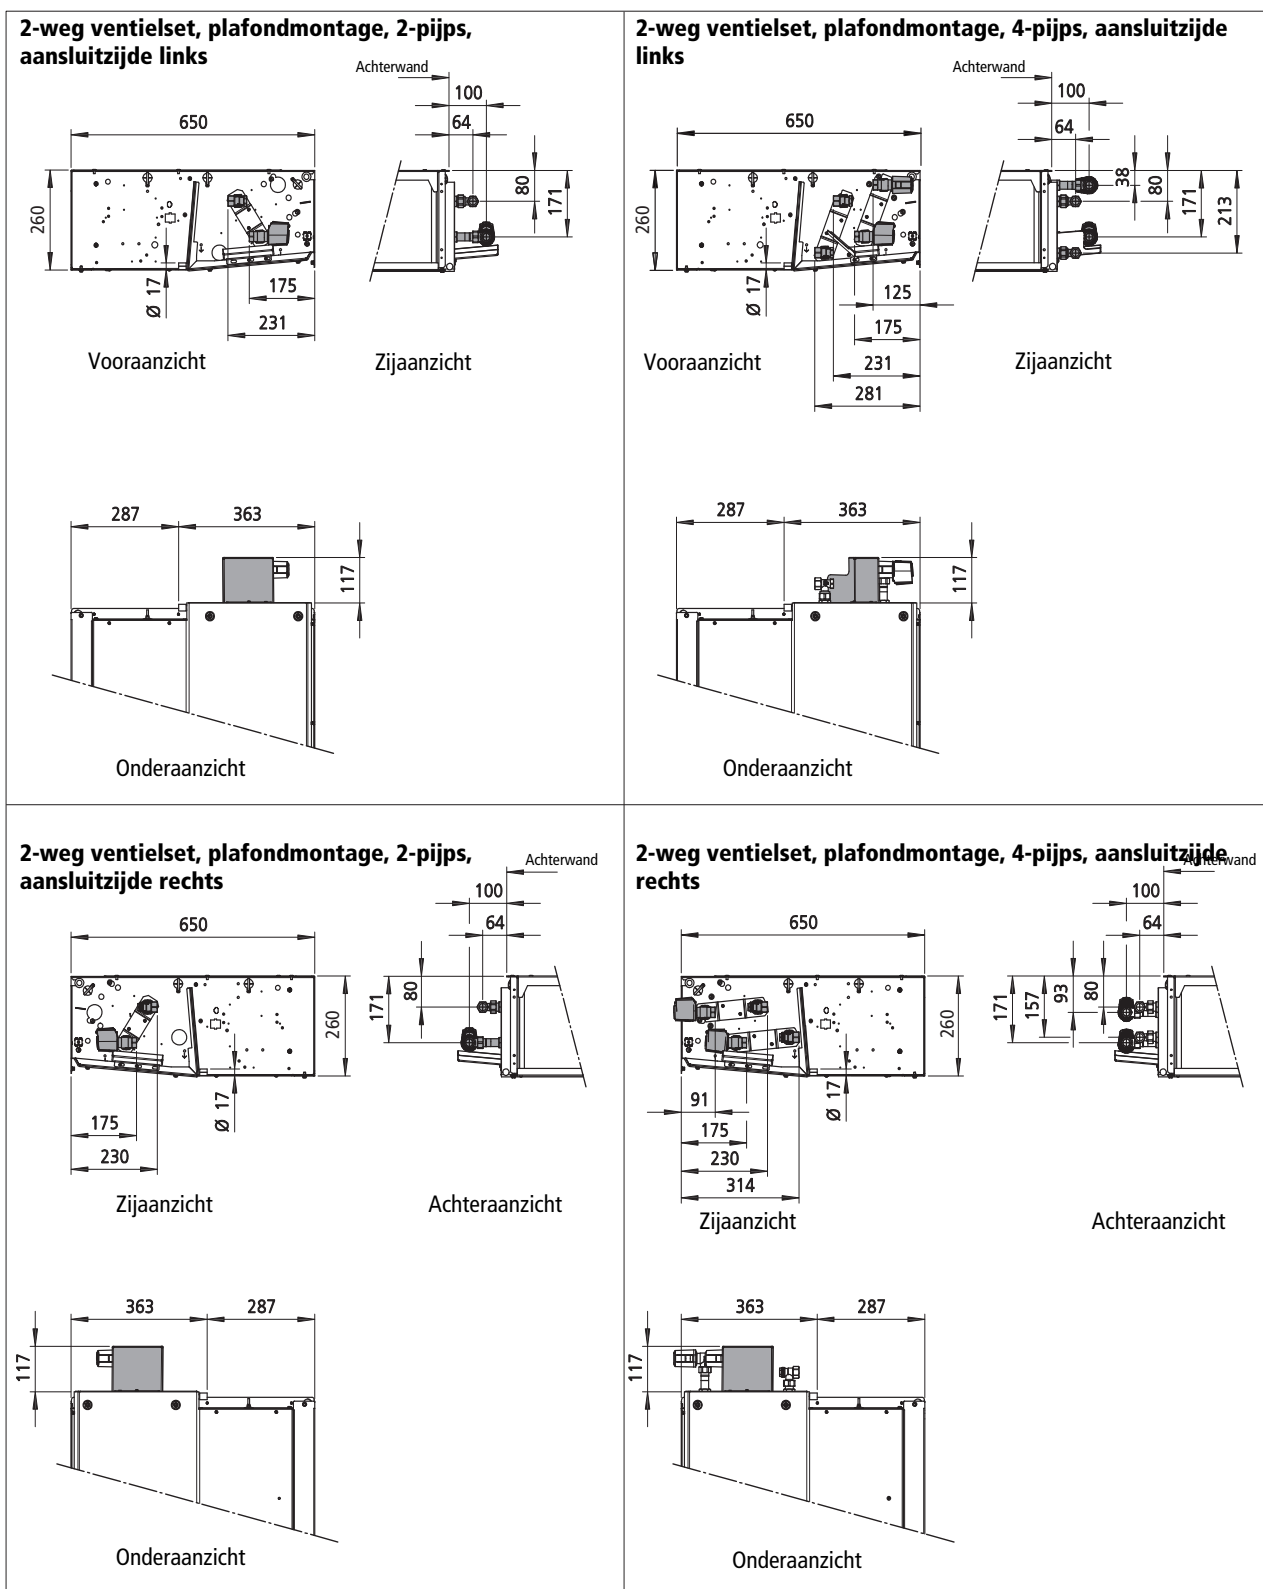 2-weg ventielset, plafondmontage, 2-pijps,
aansluitzijde links
Achterwand
100
64
650
260
80
171
Ø 17
175
231
Vooraanzicht
Zijaanzicht
287
363
117
Onderaanzicht
2-weg ventielset, plafondmontage, 4-pijps, aansluitzijde
links
Achterwand
100
64
650
260
38
80
171
213
Ø 17
125
175
231
281
Vooraanzicht
Zijaanzicht
287
363
117
Onderaanzicht
2-weg ventielset, plafondmontage, 2-pijps,
aansluitzijde rechts
Achterwand
100
64
650
171
80
260
Ø 17
175
230
Zijaanzicht
Achteraanzicht
363
287
117
Onderaanzicht
2-weg ventielset, plafondmontage, 4-pijps, aansluitzijde
rechts
Achterwand
100
64
650
260
171
157
93
80
Ø 17
91
175
230
314
Zijaanzicht
Achteraanzicht
363
287
117
Onderaanzicht